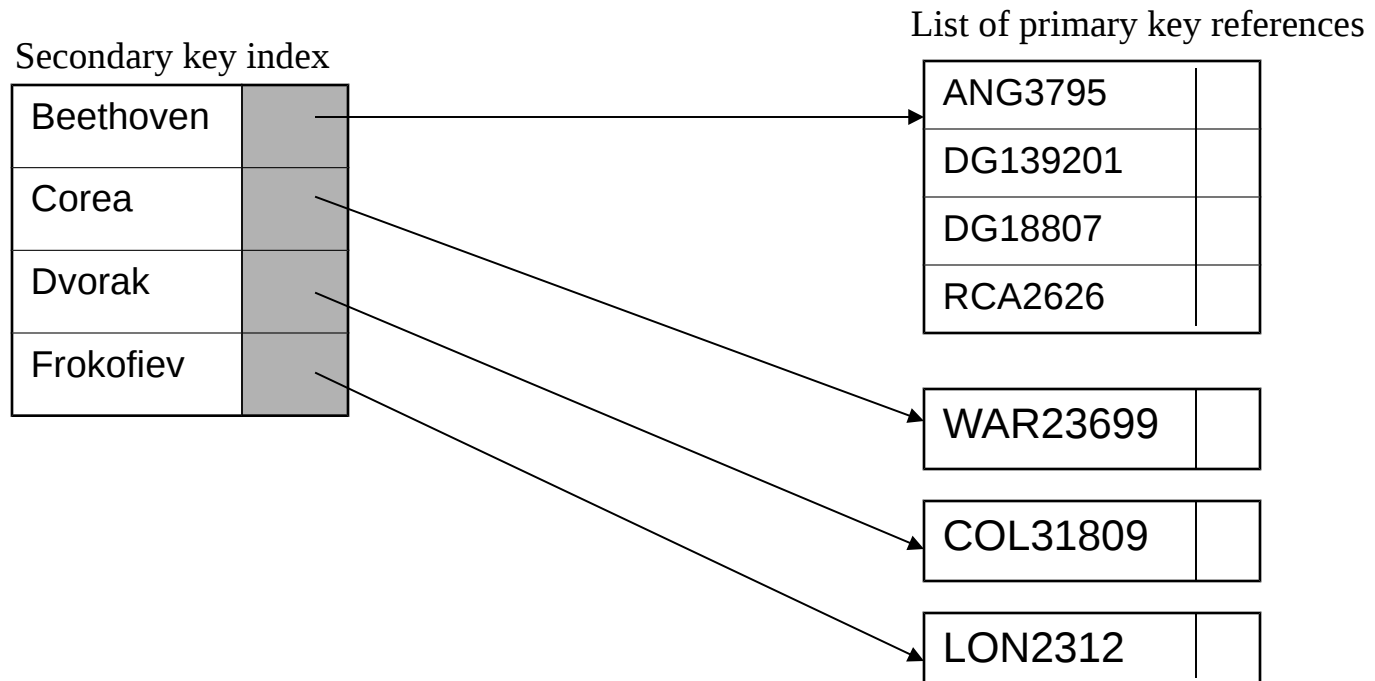 List of primary key references
Secondary key index
Beethoven
Corea
Dvorak
Frokofiev
ANG3795
DG139201
DG18807
RCA2626
WAR23699
COL31809
LON2312